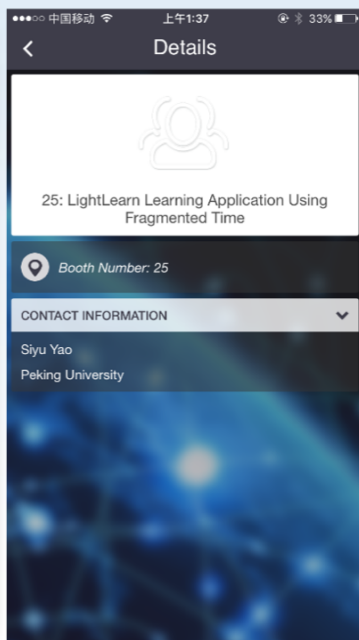 中国移动 上午1:37 33%
Details
25: LightLearn Learning Application Using
Fragmented Time
Booth Number: 25
CONTACT INFORMATION
Siyu Yao
Peking University